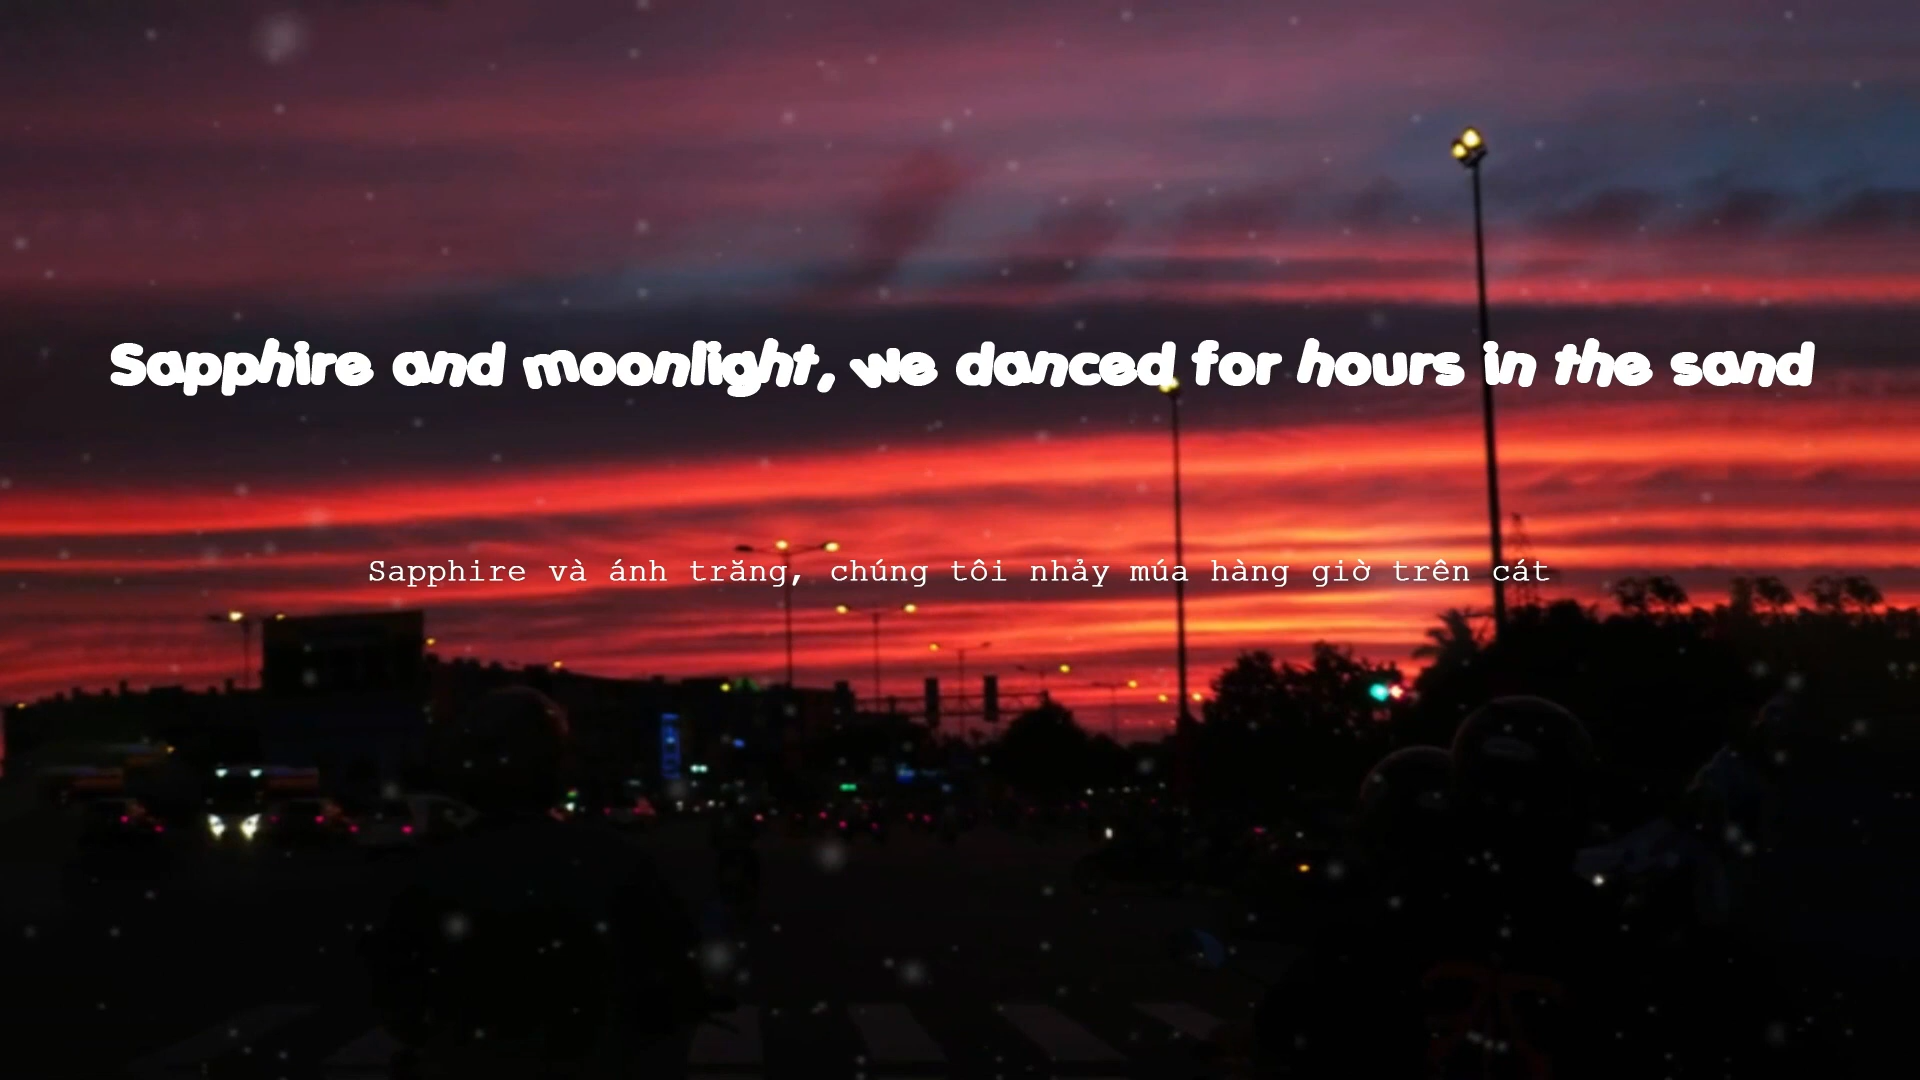 Sapphire and moonlight, we danced for hours in the sand
Sapphire và ánh trăng, chúng tôi nhảy múa hàng giờ trên cát